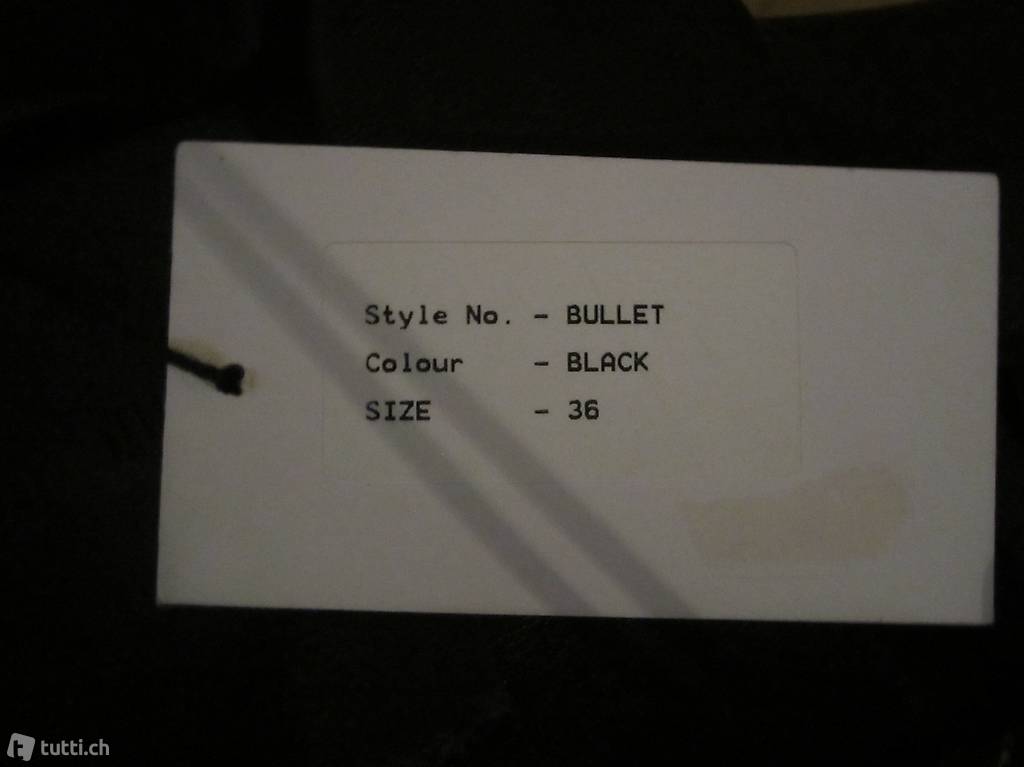 Style No. - BULLET
Colour - BLACK
SIZE - 36
tutti.ch